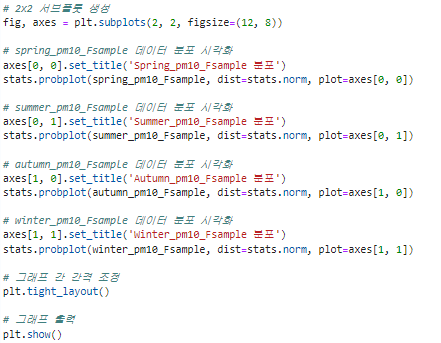 # 2x2 서브플롯 생성
fig, axes = plt.subplots(2, 2, figsize=(12, 8))
# spring_pm10_Fsample 데이터 분포 시각화
axes[0, 0].set_title('Spring_pm10_Fsample 분포')
stats.probplot(spring_pm10_Fsample, dist=stats.norm, plot=axes[0, 0])
# summer_pm10_Fsample 데이터 분포 시각화
axes[0, 1].set_title('Summer_pm10_Fsample 분포')
stats.probplot(summer_pm10_Fsample, dist=stats.norm, plot=axes[0, 1])
# autumn_pm10_Fsample 데이터 분포 시각화
axes[1, 0].set_title('Autumn_pm10_Fsample 분포')
stats.probplot(autumn_pm10_Fsample, dist=stats.norm, plot=axes[1, 0])
# winter_pm10_Fsample 데이터 분포 시각화
axes[1, 1].set_title('Winter_pm10_Fsample 분포')
stats.probplot(winter_pm10_Fsample, dist=stats.norm, plot=axes[1, 1])
# 그래프 간 간격 조정
plt.tight_layout()
# 그래프 출력
plt.show()